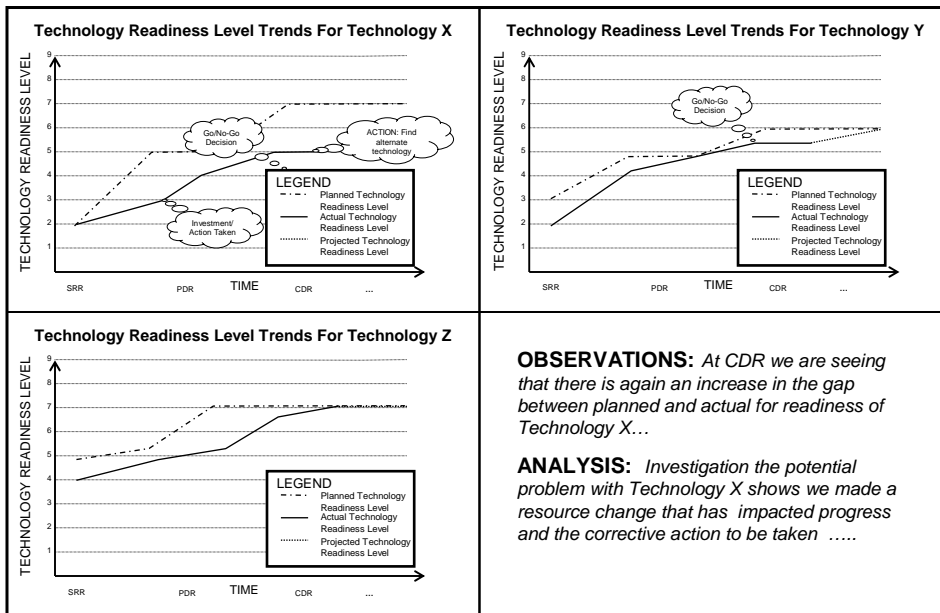 Technology Readiness Level Trends For Technology X
TECHNOLOGY READINESS LEVEL
9
8
7
6
5
4
3
2
1
Go/No-Go
Decision
ACTION: Find
alternate
technology
Investment/
Action Taken
LEGEND
Planned Technology
Readiness Level
Actual Technology
Readiness Level
Projected Technology
Readiness Level
SRR
PDR
TIME
CDR
...
Technology Readiness Level Trends For Technology Y
TECHNOLOGY READINESS LEVEL
9
8
7
6
5
4
3
2
1
Go/No-Go
Decision
LEGEND
Planned Technology
Readiness Level
Actual Technology
Readiness Level
Projected Technology
Readiness Level
SRR
PDR
TIME
CDR
...
Technology Readiness Level Trends For Technology Z
TECHNOLOGY READINESS LEVEL
9
8
7
6
5
4
3
2
1
LEGEND
Planned Technology
Readiness Level
Actual Technology
Readiness Level
Projected Technology
Readiness Level
SRR
PDR
TIME
CDR
...
OBSERVATIONS: At CDR we are seeing
that there is again an increase in the gap
between planned and actual for readiness of
Technology X…
ANALYSIS: Investigation the potential
problem with Technology X shows we made a
resource change that has impacted progress
and the corrective action to be taken …..